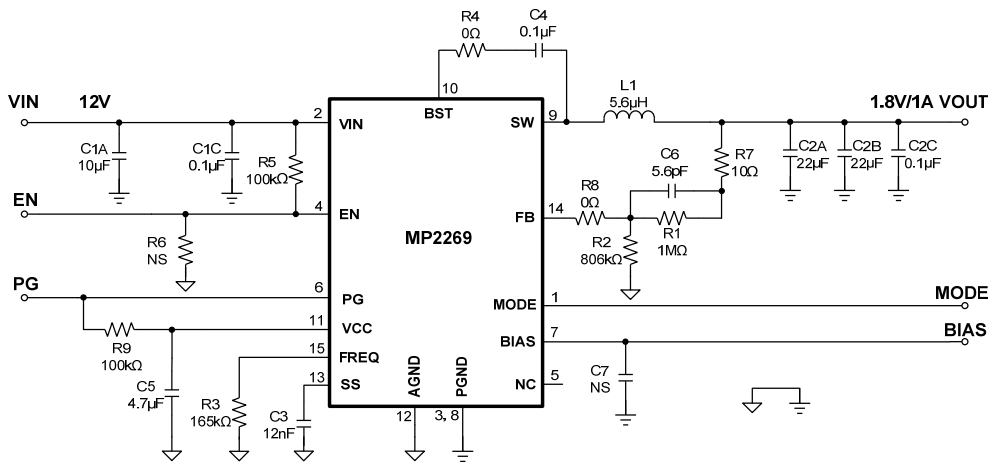 R4
0Ω
C4
0.1µF
10
BST
VIN
12V
2
VIN
SW
9
L1
5.6µH
1.8V/1A VOUT
C1A
10µF
C1C
0.1µF
R5
100kΩ
C6
5.6pF
R7
10Ω
C2A
22µF
C2B
22µF
C2C
0.1µF
EN
4
EN
R6
NS
MP2269
FB
14
R8
0Ω
R2
806kΩ
R1
1MΩ
PG
6
PG
MODE
1
MODE
11
VCC
BIAS
7
BIAS
R9
100kΩ
15
FREQ
C5
4.7µF
R3
165kΩ
13
SS
C3
12nF
AGND
PGND
12
3, 8
NC
5
C7
NS